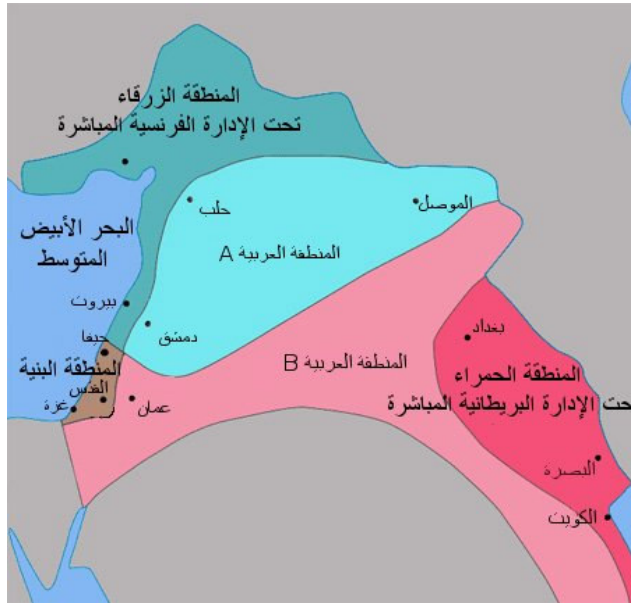 المنطقة الزرقاء
تحت الإدارة الفرنسية المباشرة
حلب
الموصل
البحر الأبيض
المتوسط
المنطقة العربية A
بيروت
دمشق
بغداد
حيفا
المنطقة العربية B
المنطقة البنية
المنطقة الحمراء
القدس
عمان
غزة
حت الإدارة البريطانية المباشرة
البصرة
الكويت